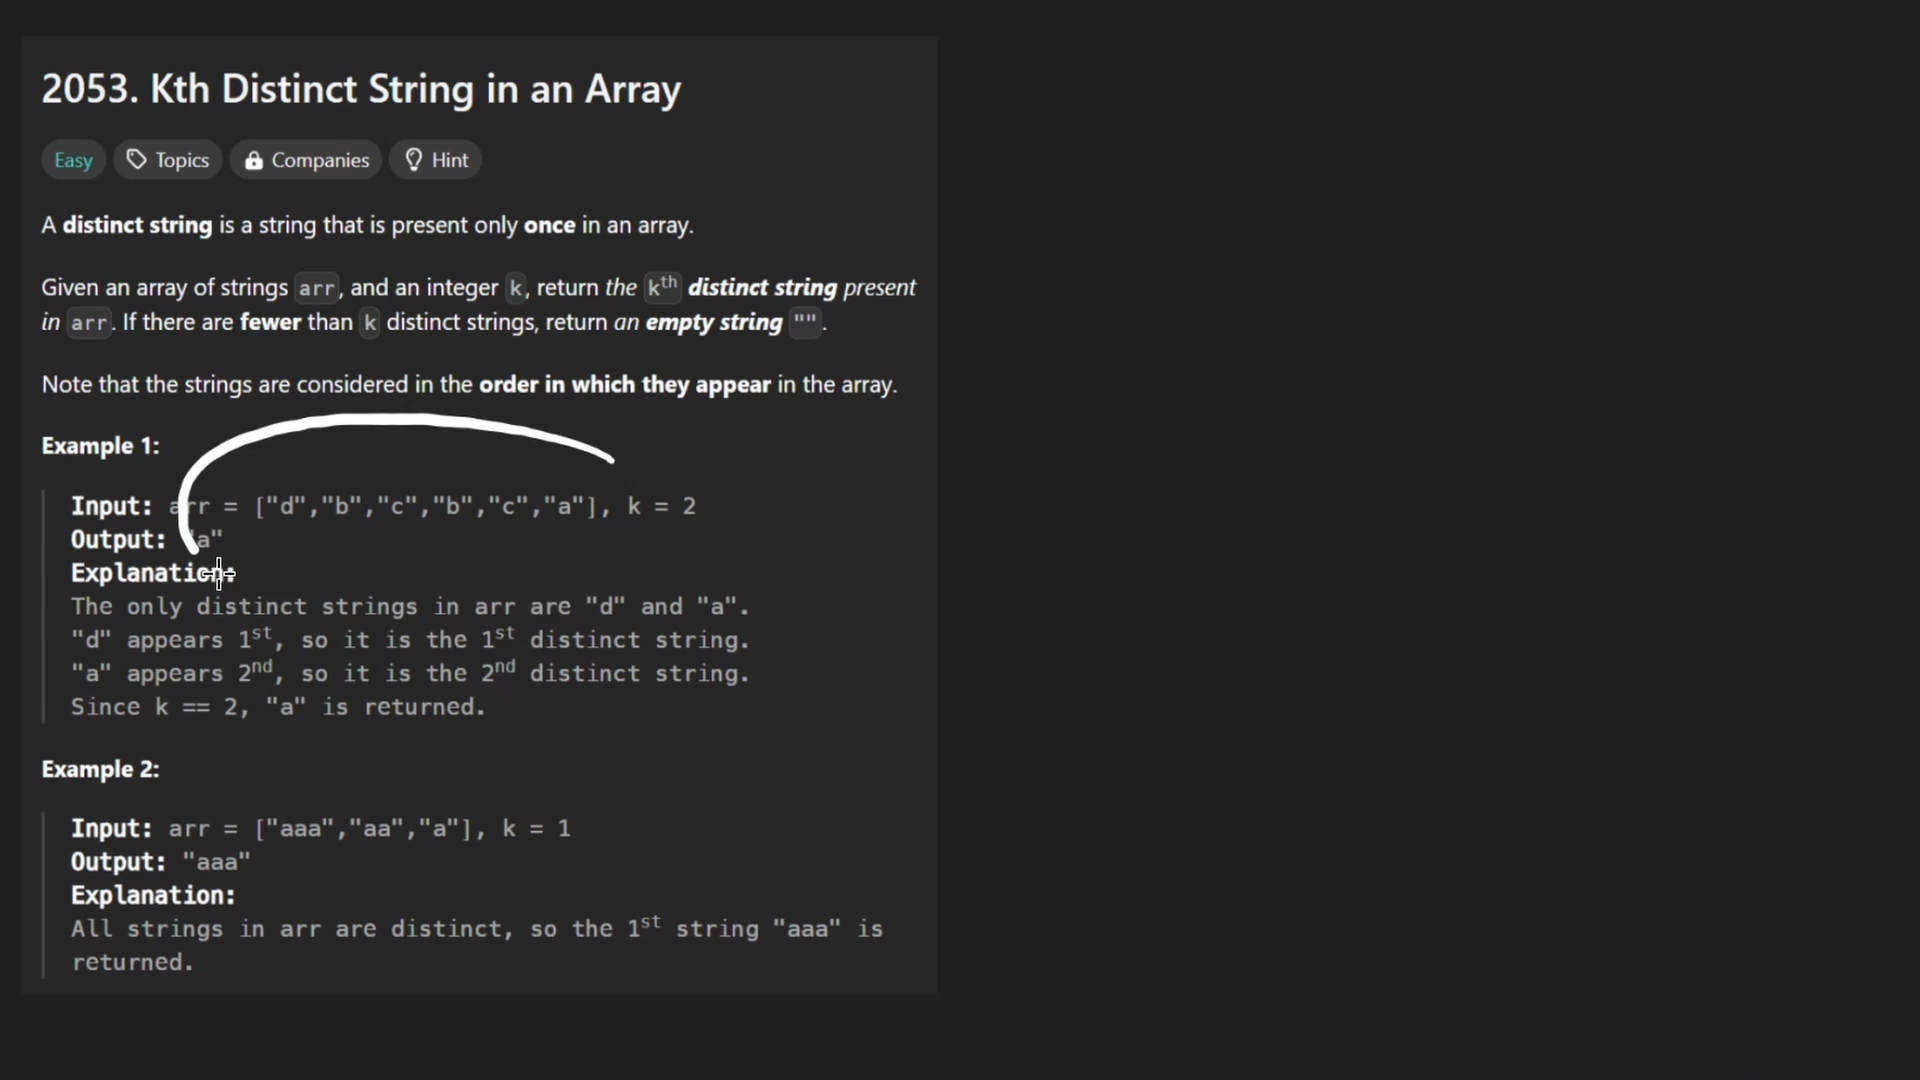 2053. Kth Distinct String in an Array
Easy Topics Companies Hint
A distinct string is a string that is present only once in an array.
Given an array of strings arr, and an integer k, return the kth distinct string present
in arr. If there are fewer than k distinct strings, return an empty string "".
Note that the strings are considered in the order in which they appear in the array.
Example 1:
Input: arr = ["d","b","c","b","c","a"], k = 2
Output: "a"
Explanation:
The only distinct strings in arr are "d" and "a".
"d" appears 1st, so it is the 1st distinct string.
"a" appears 2nd, so it is the 2nd distinct string.
Since k == 2, "a" is returned.
Example 2:
Input: arr = ["aaa","aa","a"], k = 1
Output: "aaa"
Explanation:
All strings in arr are distinct, so the 1st string "aaa" is
returned.